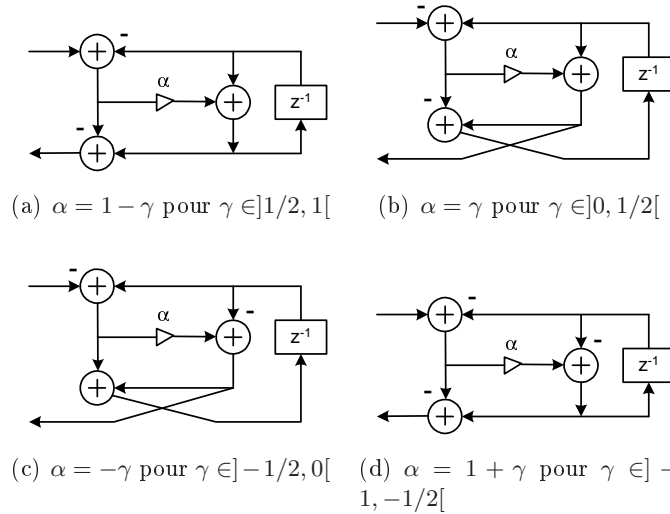 α
z⁻¹
α
z⁻¹
(a) α = 1 − γ pour γ ∈]1/2, 1[
(b) α = γ pour γ ∈]0, 1/2[
α
z⁻¹
α
z⁻¹
(c) α = −γ pour γ ∈]−1/2, 0[
(d) α = 1 + γ pour γ ∈] −
1, −1/2[